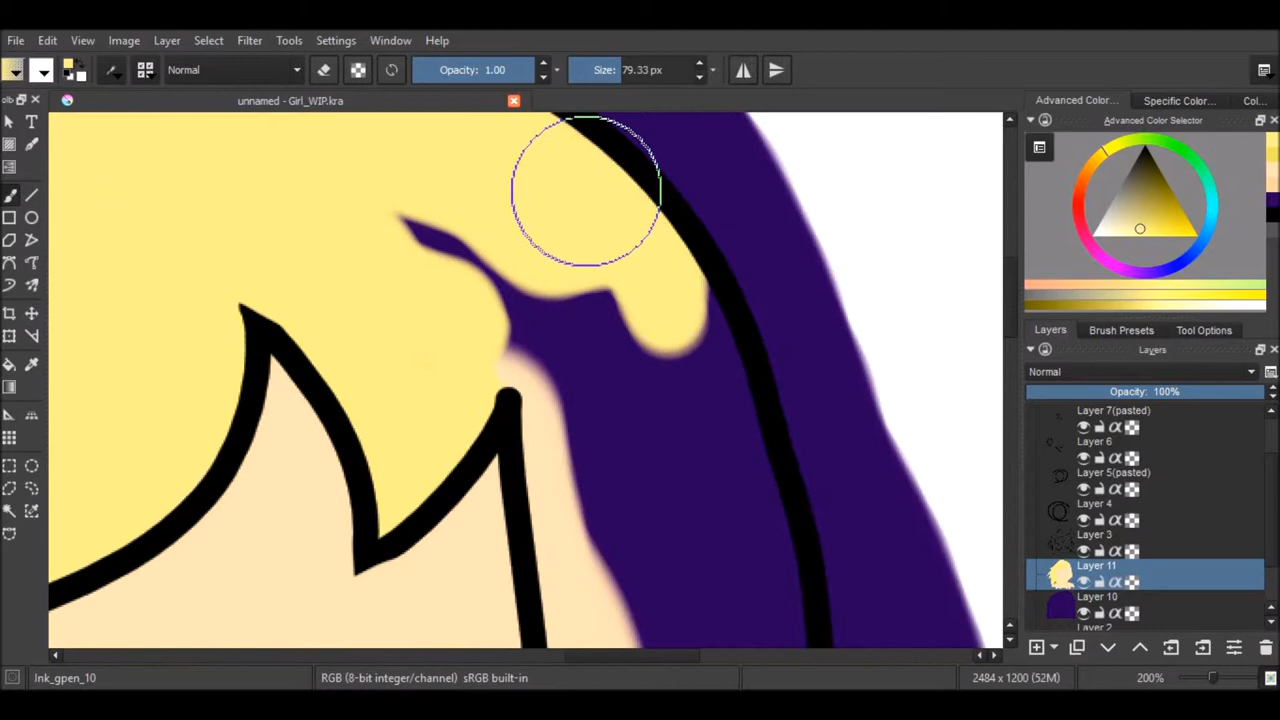 File Edit View Image Layer Select Filter Tools Settings Window Help
Normal Opacity: 1.00 Size: 79.33 px
unnamed - Girl_WIP.kra
Advanced Color... Specific Color... Col...
Advanced Color Selector
Layers Brush Presets Tool Options
Layers
Normal
Opacity: 100%
Layer 7(pasted)
Layer 6
Layer 5(pasted)
Layer 4
Layer 3
Layer 11
Layer 10
Layer 2
Ink_gpen_10 RGB (8-bit integer/channel) sRGB built-in 2484 x 1200 (52M) 200%